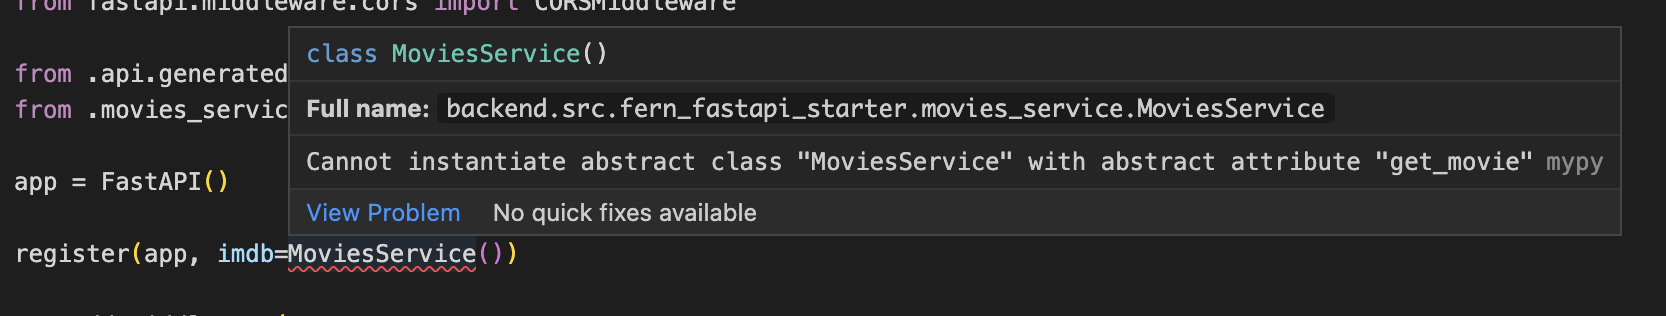 from fastapi.middleware.cors import CORSMiddleware
class MoviesService()
from .api.generated
Full name: backend.src.fern_fastapi_starter.movies_service.MoviesService
from .movies_servic
Cannot instantiate abstract class "MoviesService" with abstract attribute "get_movie" mypy
app = FastAPI()
View Problem No quick fixes available
register(app, imdb=MoviesService())